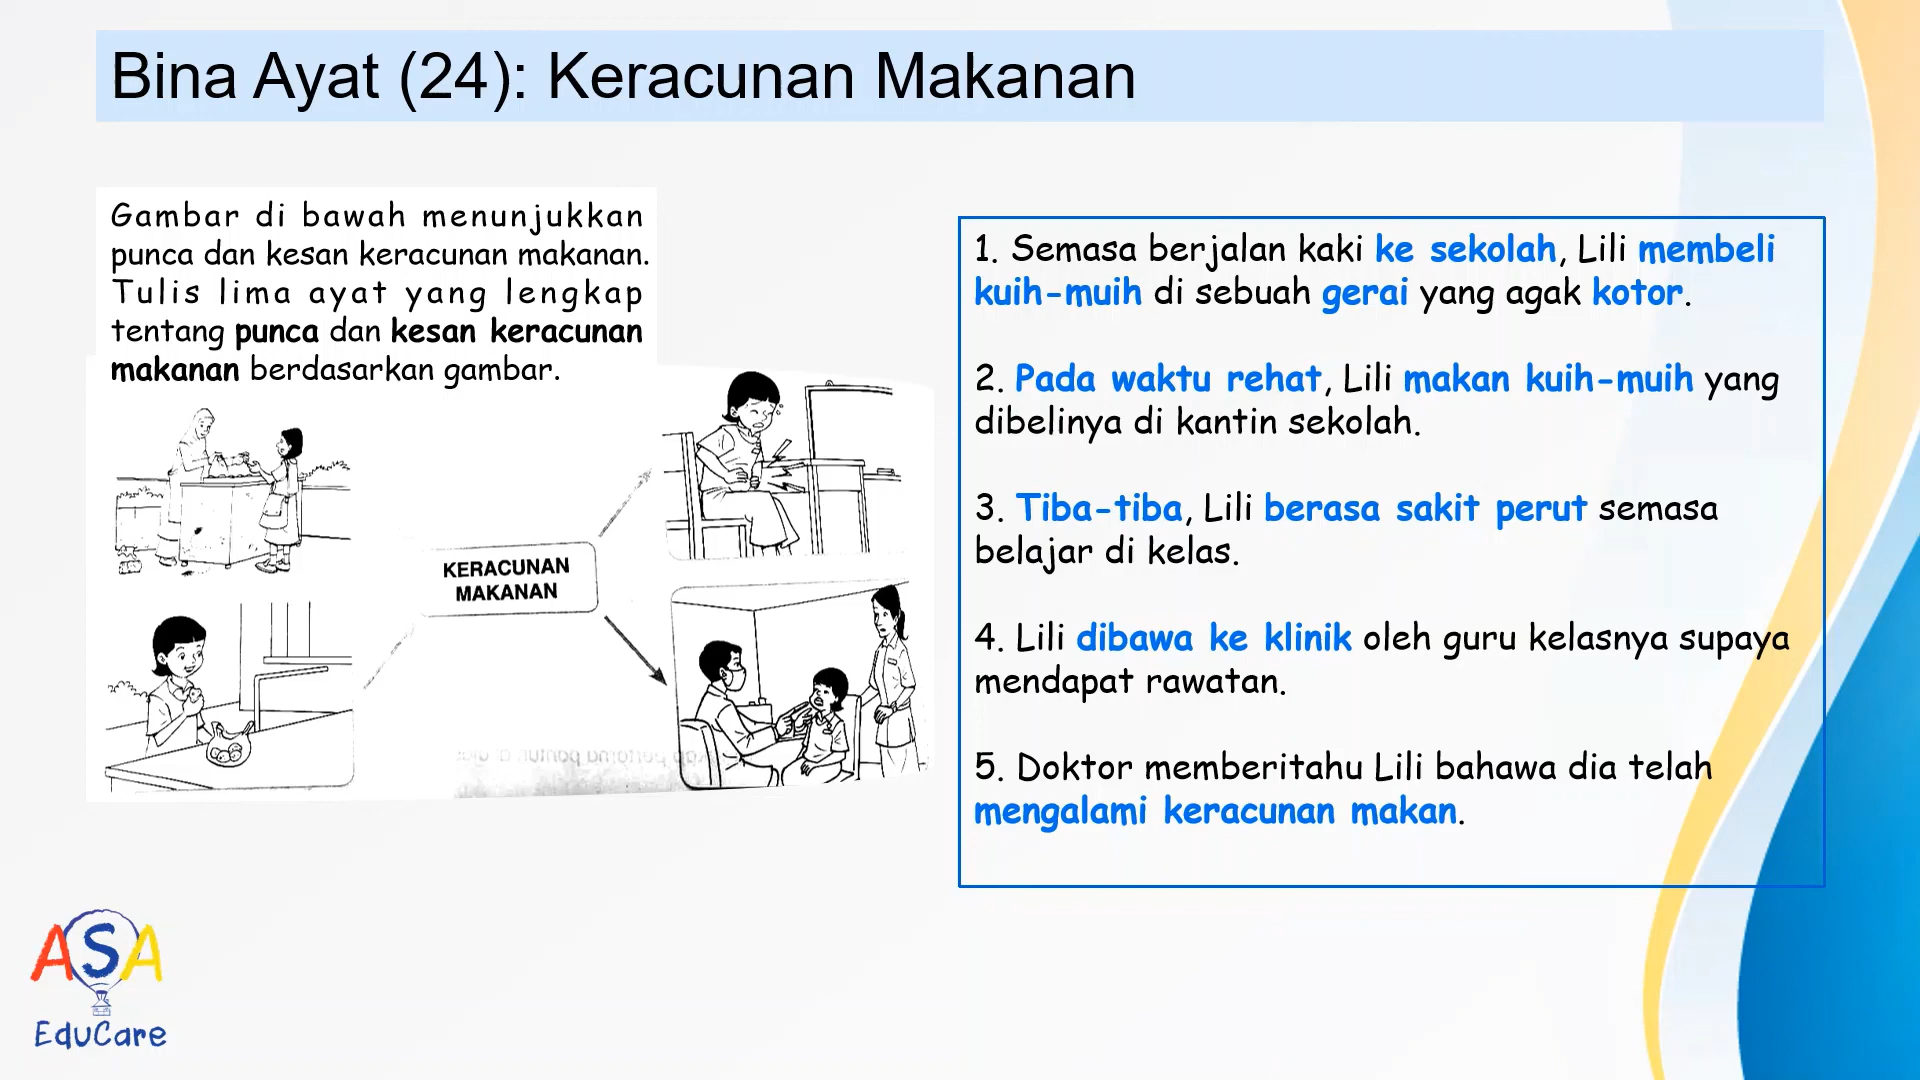 Bina Ayat (24): Keracunan Makanan
Gambar di bawah menunjukkan
punca dan kesan keracunan makanan.
Tulis lima ayat yang lengkap
tentang punca dan kesan keracunan
makanan berdasarkan gambar.
KERACUNAN
MAKANAN
1. Semasa berjalan kaki ke sekolah, Lili membeli
kuih-muih di sebuah gerai yang agak kotor.
2. Pada waktu rehat, Lili makan kuih-muih yang
dibelinya di kantin sekolah.
3. Tiba-tiba, Lili berasa sakit perut semasa
belajar di kelas.
4. Lili dibawa ke klinik oleh guru kelasnya supaya
mendapat rawatan.
5. Doktor memberitahu Lili bahawa dia telah
mengalami keracunan makan.
ASA
EduCare